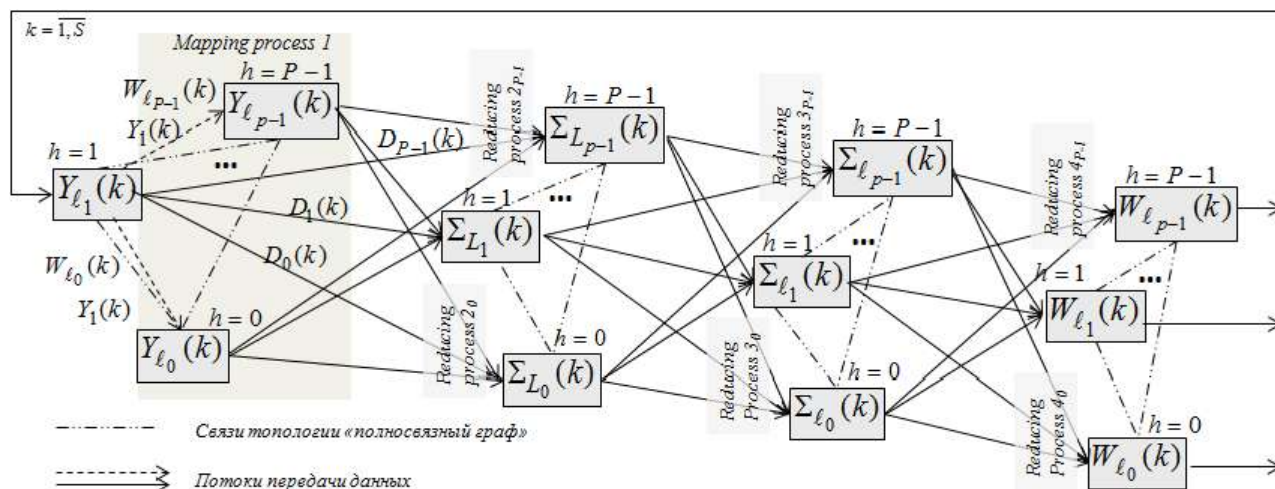 k = 1,S
Mapping process 1
h = P − 1
W_{ℓ_{P−1}}(k)
Y_1(k)
Y_{ℓ_{p−1}}(k)
h = 1
Y_{ℓ_1}(k)
...
D_{P−1}(k)
D_1(k)
D_0(k)
W_{ℓ_0}(k)
Y_1(k)
h = 0
Y_{ℓ_0}(k)
Reducing process 2_{P-1}
h = P − 1
Σ_{L_{p−1}}(k)
h = 1
...
Σ_{L_1}(k)
Reducing process 2_0
h = 0
Σ_{L_0}(k)
Reducing process 3_{P-1}
h = P − 1
Σ_{ℓ_{p−1}}(k)
h = 1
...
Σ_{ℓ_1}(k)
Reducing Process 3_0
h = 0
Σ_{ℓ_0}(k)
Reducing process 4_{P-1}
h = P − 1
W_{ℓ_{p−1}}(k)
h = 1
...
W_{ℓ_1}(k)
Reducing Process 4_0
h = 0
W_{ℓ_0}(k)
Связи топологии «полносвязный граф»
Потоки передачи данных